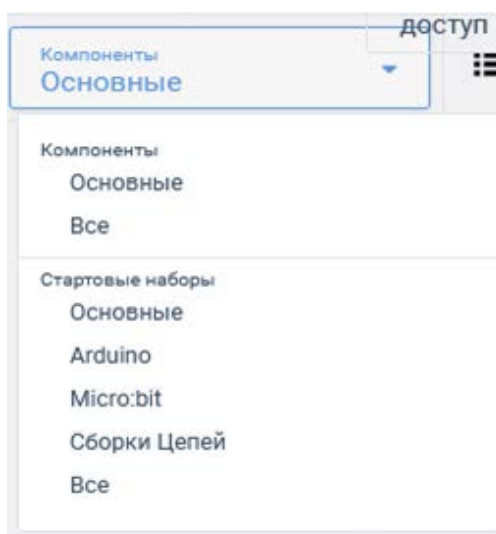 доступ
Компоненты
Основные
Компоненты
Основные
Все
Стартовые наборы
Основные
Arduino
Micro:bit
Сборки Цепей
Все